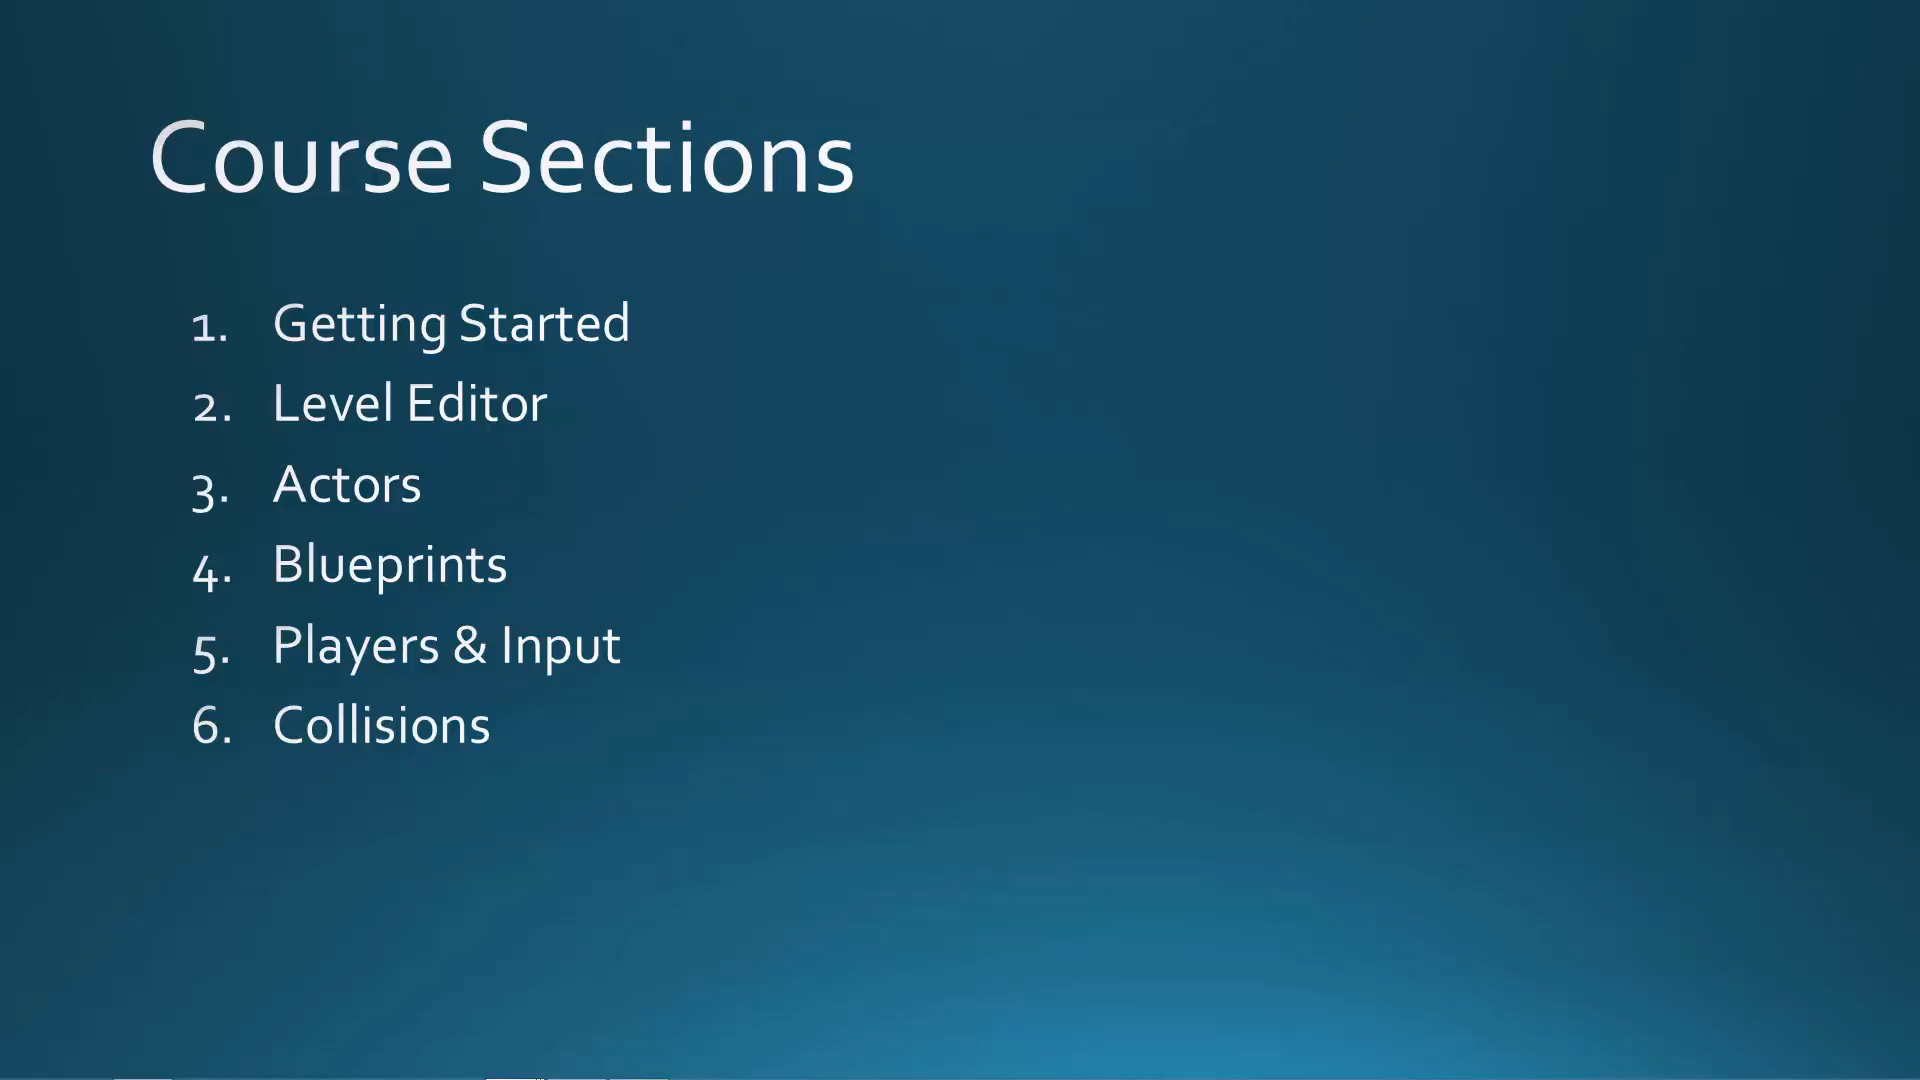 Course Sections
1. Getting Started
2. Level Editor
3. Actors
4. Blueprints
5. Players & Input
6. Collisions